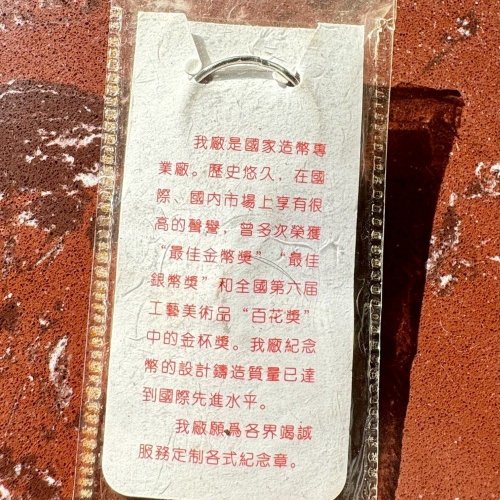 我廠是國家造幣專
業廠。歷史悠久，在國
際、國内市場上享有很
高的聲譽，曾多次榮獲
“最佳金幣獎”“最佳
銀幣獎”和全國第六届
工藝美術品“百花獎”
中的金杯獎。我廠紀念
幣的設計鑄造質量已達
到國際先進水平。
我廠願爲各界竭誠
服務定制各式紀念章。